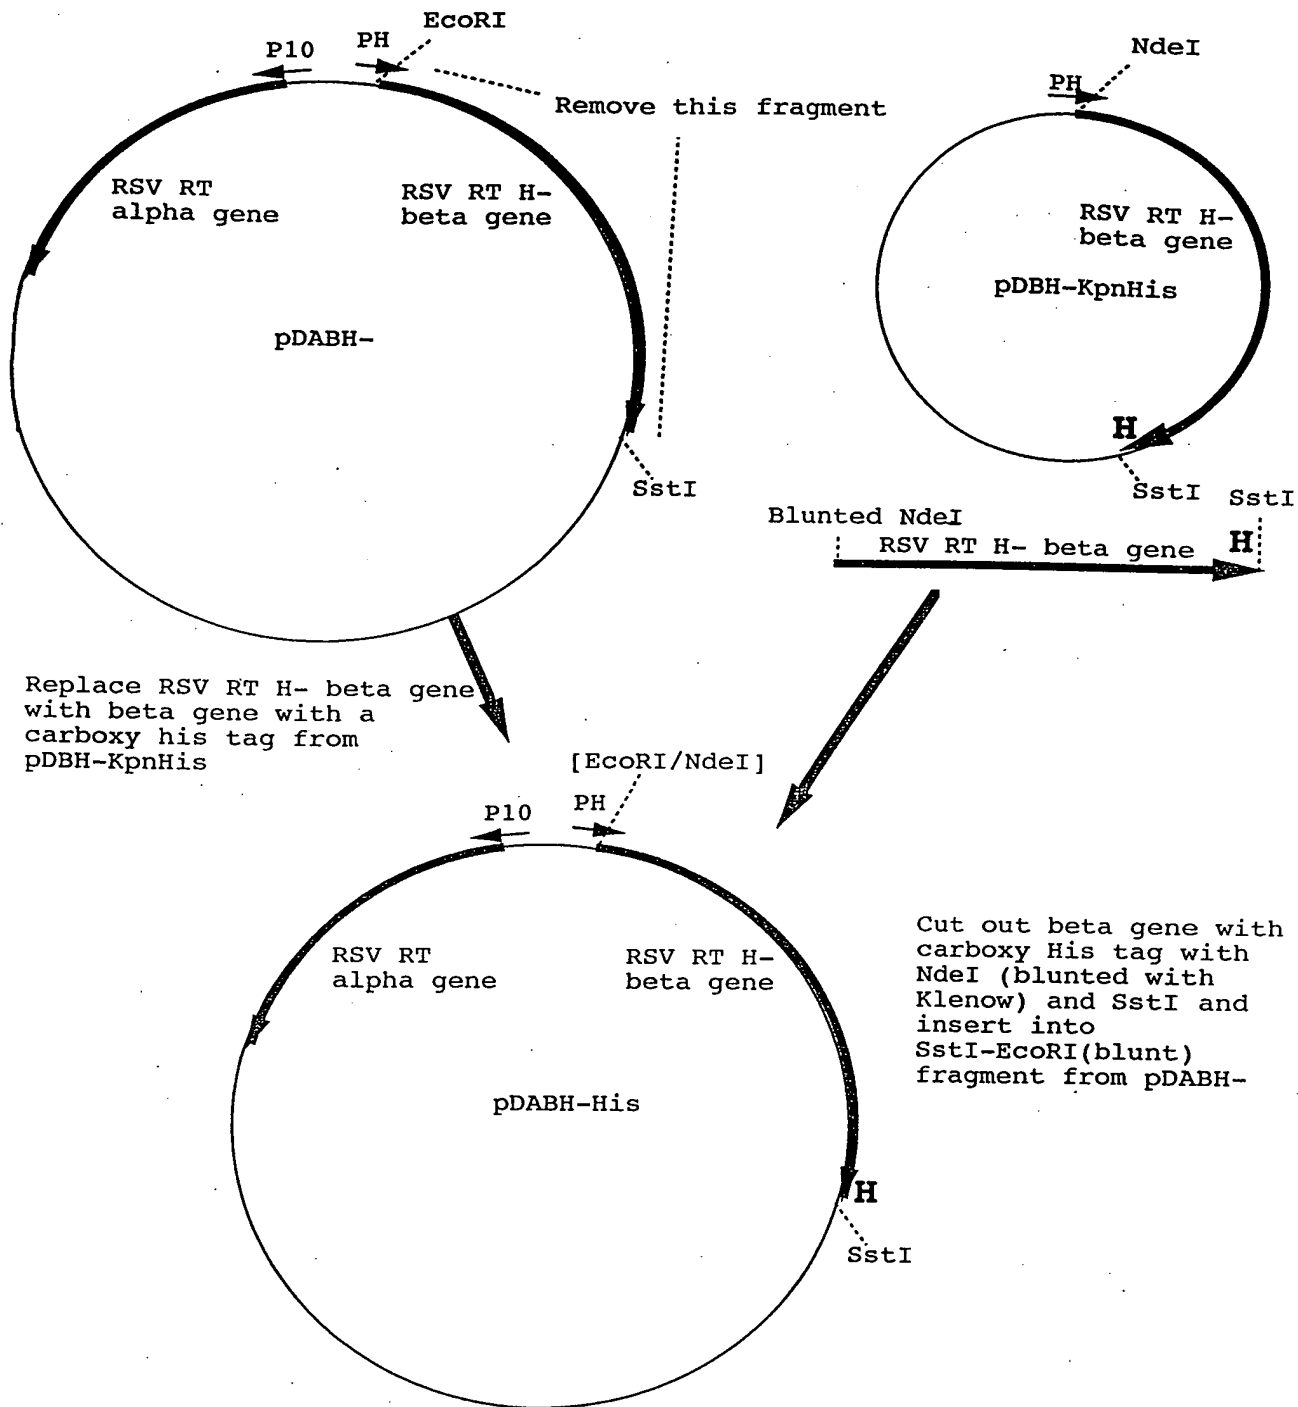 EcoRI
P10
PH
Remove this fragment
RSV RT
alpha gene
RSV RT H-
beta gene
pDABH-
SstI
NdeI
PH
RSV RT H-
beta gene
pDBH-KpnHis
H
SstI
SstI
Blunted NdeI
RSV RT H- beta gene
H
Replace RSV RT H- beta gene
with beta gene with a
carboxy his tag from
pDBH-KpnHis
[EcoRI/NdeI]
P10
PH
RSV RT
alpha gene
RSV RT H-
beta gene
pDABH-His
H
SstI
Cut out beta gene with
carboxy His tag with
NdeI (blunted with
Klenow) and SstI and
insert into
SstI-EcoRI(blunt)
fragment from pDABH-